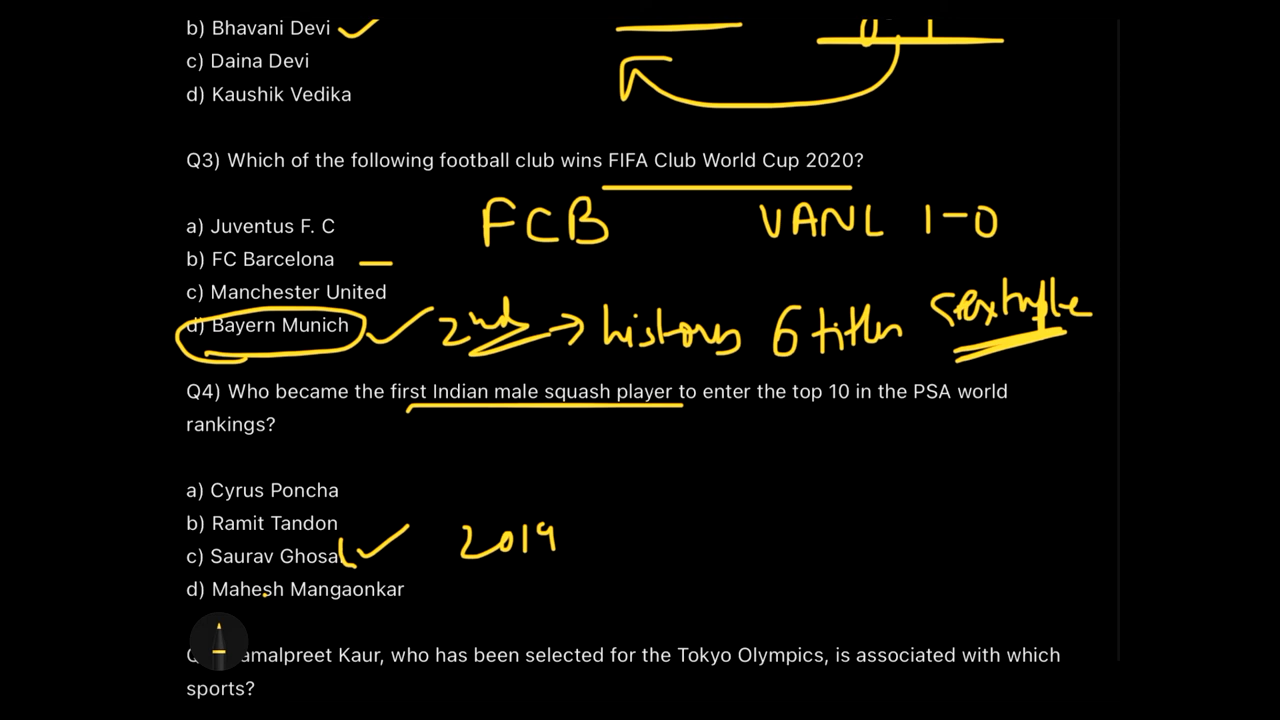 b) Bhavani Devi
c) Daina Devi
d) Kaushik Vedika
Q3) Which of the following football club wins FIFA Club World Cup 2020?
FCB VANL 1-0
a) Juventus F. C
b) FC Barcelona
c) Manchester United
d) Bayern Munich 2nd → history 6 titles sextuple
Q4) Who became the first Indian male squash player to enter the top 10 in the PSA world
rankings?
a) Cyrus Poncha
b) Ramit Tandon
c) Saurav Ghosal 2019
d) Mahesh Mangaonkar
amalpreet Kaur, who has been selected for the Tokyo Olympics, is associated with which
sports?